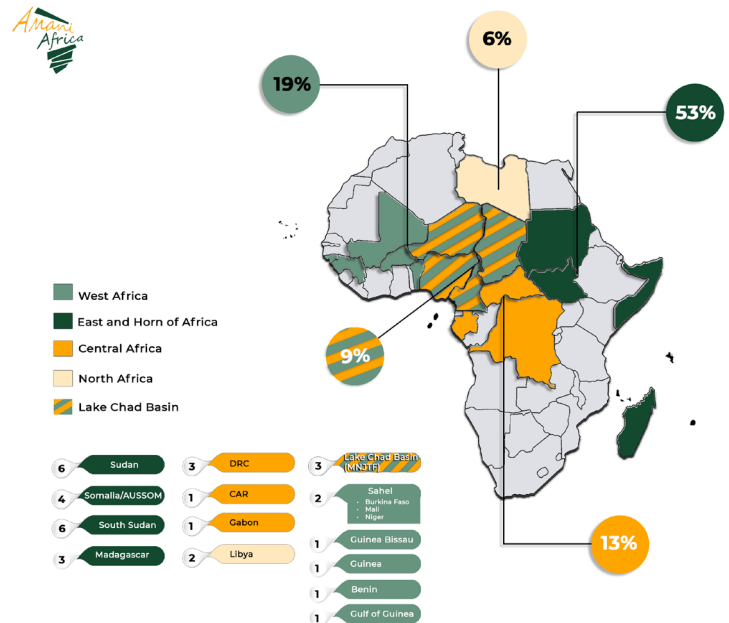 Amani
Africa
6%
19%
53%
9%
13%
West Africa
East and Horn of Africa
Central Africa
North Africa
Lake Chad Basin
6 Sudan
4 Somalia/AUSSOM
6 South Sudan
3 Madagascar
3 DRC
1 CAR
1 Gabon
2 Libya
3 Lake Chad Basin
(MNJTF)
2 Sahel
• Burkina Faso
• Mali
• Niger
1 Guinea Bissau
1 Guinea
1 Benin
1 Gulf of Guinea